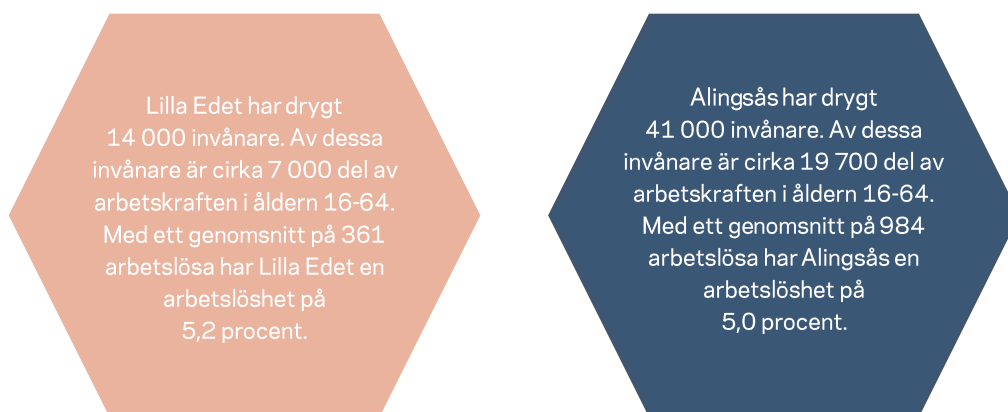 Lilla Edet har drygt
14 000 invånare. Av dessa
invånare är cirka 7 000 del av
arbetskraften i åldern 16-64.
Med ett genomsnitt på 361
arbetslösa har Lilla Edet en
arbetslöshet på
5,2 procent.
Alingsås har drygt
41 000 invånare. Av dessa
invånare är cirka 19 700 del av
arbetskraften i åldern 16-64.
Med ett genomsnitt på 984
arbetslösa har Alingsås en
arbetslöshet på
5,0 procent.